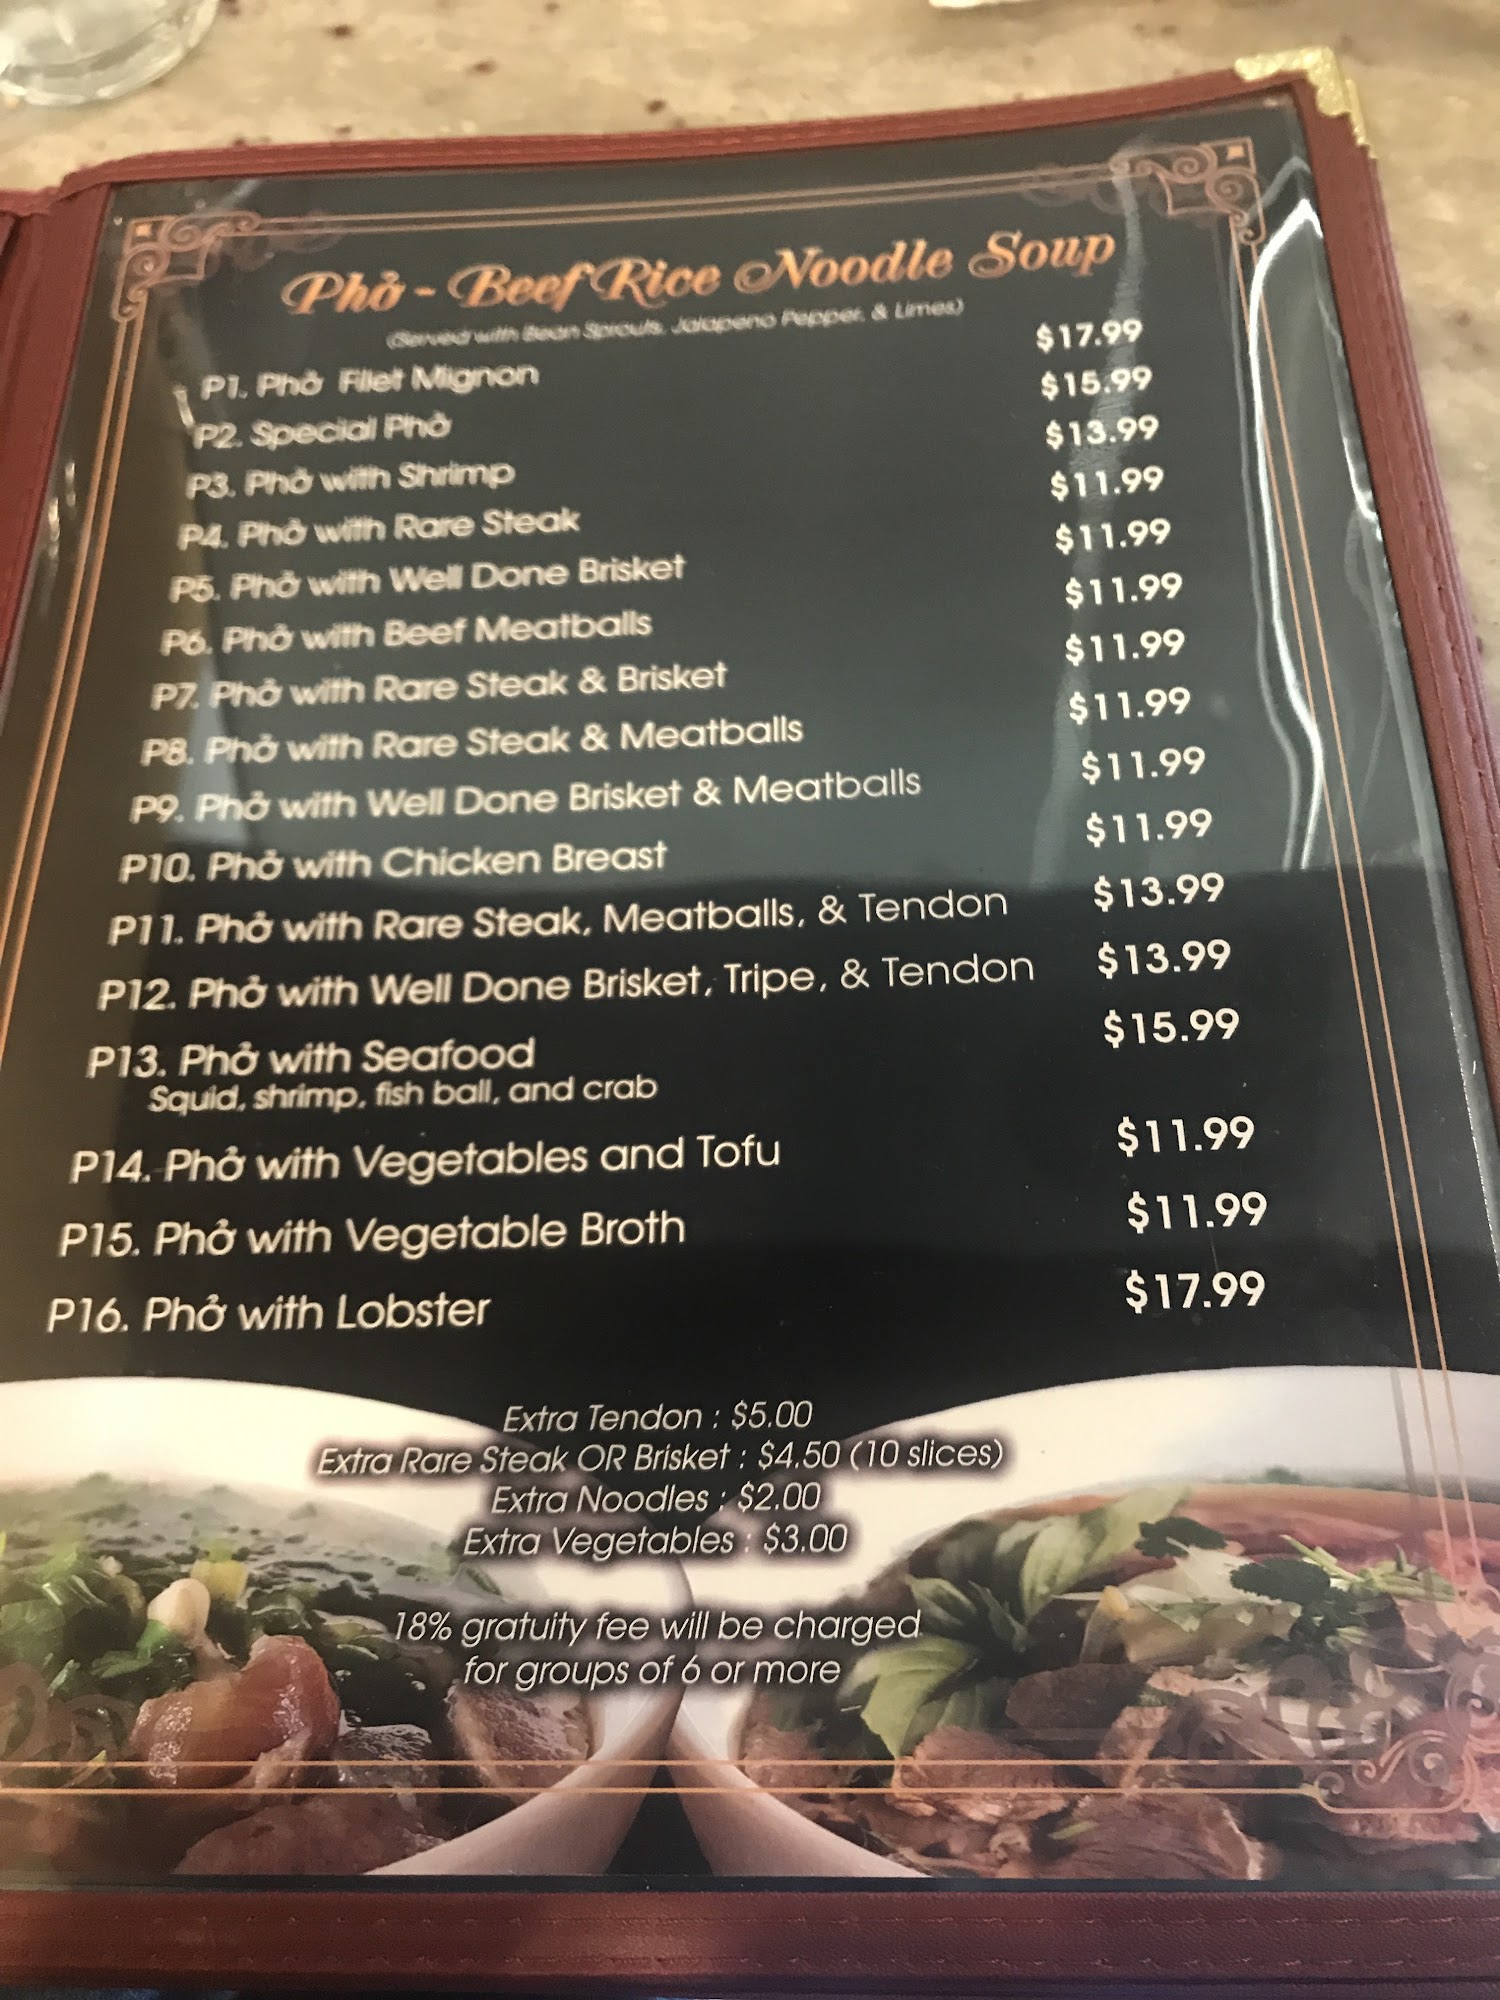 Phở - Beef Rice Noodle Soup
(Served with Bean Sprouts, Jalapeno Pepper, & Limes)
P1. Phở Filet Mignon $17.99
P2. Special Phở $15.99
P3. Phở with Shrimp $13.99
P4. Phở with Rare Steak $11.99
P5. Phở with Well Done Brisket $11.99
P6. Phở with Beef Meatballs $11.99
P7. Phở with Rare Steak & Brisket $11.99
P8. Phở with Rare Steak & Meatballs $11.99
P9. Phở with Well Done Brisket & Meatballs $11.99
P10. Phở with Chicken Breast $11.99
P11. Phở with Rare Steak, Meatballs, & Tendon $13.99
P12. Phở with Well Done Brisket, Tripe, & Tendon $13.99
P13. Phở with Seafood $15.99
Squid, shrimp, fish ball, and crab
P14. Phở with Vegetables and Tofu $11.99
P15. Phở with Vegetable Broth $11.99
P16. Phở with Lobster $17.99
Extra Tendon : $5.00
Extra Rare Steak OR Brisket : $4.50 (10 slices)
Extra Noodles : $2.00
Extra Vegetables : $3.00
18% gratuity fee will be charged
for groups of 6 or more